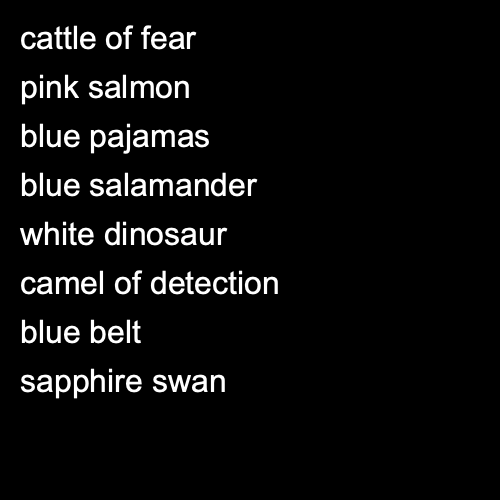 cattle of fear
pink salmon
blue pajamas
blue salamander
white dinosaur
camel of detection
blue belt
sapphire swan